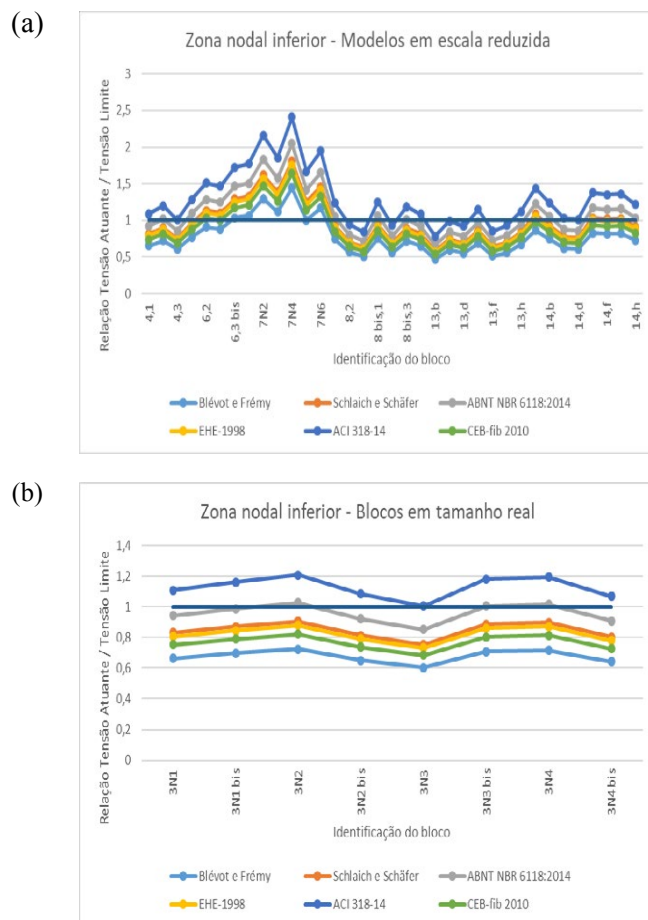 (a)
Zona nodal inferior - Modelos em escala reduzida
Relação Tensão Atuante / Tensão Limite
3
2,5
2
1,5
1
0,5
0
4,1
4,3
6,2
6,3 bis
7N2
7N4
7N6
8,2
8 bis,1
8 bis,3
13,b
13,d
13,f
13,h
14,b
14,d
14,f
14,h
Identificação do bloco
Blévot e Frémy
Schlaich e Schäfer
ABNT NBR 6118:2014
EHE-1998
ACI 318-14
CEB-fib 2010
(b)
Zona nodal inferior - Blocos em tamanho real
Relação Tensão Atuante / Tensão Limite
1,4
1,2
1
0,8
0,6
0,4
0,2
0
3N1
3N1 bis
3N2
3N2 bis
3N3
3N3 bis
3N4
3N4 bis
Identificação do bloco
Blévot e Frémy
Schlaich e Schäfer
ABNT NBR 6118:2014
EHE-1998
ACI 318-14
CEB-fib 2010